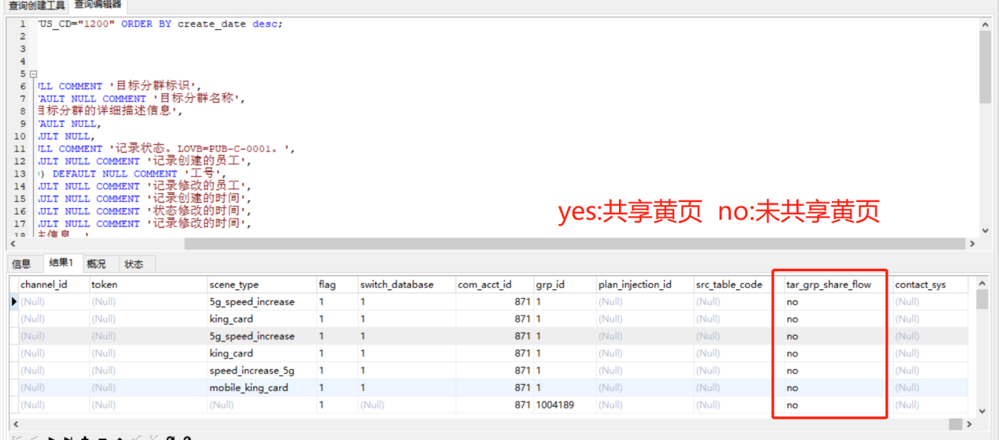 查询创建工具 查询编辑器
1 US_CD="1200" ORDER BY create_date desc;
2
3
4
5
6 LL COMMENT '目标分群标识',
7 AULT NULL COMMENT '目标分群名称',
8 目标分群的详细描述信息',
9 AULT NULL,
10 ULT NULL,
11 LL COMMENT '记录状态。LOVB=PUB-C-0001。',
12 ULT NULL COMMENT '记录创建的员工',
13 ) DEFAULT NULL COMMENT '工号',
14 ULT NULL COMMENT '记录修改的员工',
15 ULT NULL COMMENT '记录创建的时间',
16 ULT NULL COMMENT '状态修改的时间',
17 ULT NULL COMMENT '记录修改的时间',
18 主信息 '
yes:共享黄页 no:未共享黄页
信息 结果1 概况 状态
channel_id token scene_type flag switch_database com_acct_id grp_id plan_injection_id src_table_code tar_grp_share_flow contact_sys
(Null) (Null) 5g_speed_increase 1 1 871 1 (Null) (Null) no (Null)
(Null) (Null) king_card 1 1 871 1 (Null) (Null) no (Null)
(Null) (Null) 5g_speed_increase 1 1 871 1 (Null) (Null) no (Null)
(Null) (Null) king_card 1 1 871 1 (Null) (Null) no (Null)
(Null) (Null) speed_increase_5g 1 1 871 1 (Null) (Null) no (Null)
(Null) (Null) mobile_king_card 1 1 871 1 (Null) (Null) no (Null)
(Null) (Null) (Null) 1 (Null) 871 1004189 (Null) (Null) no (Null)